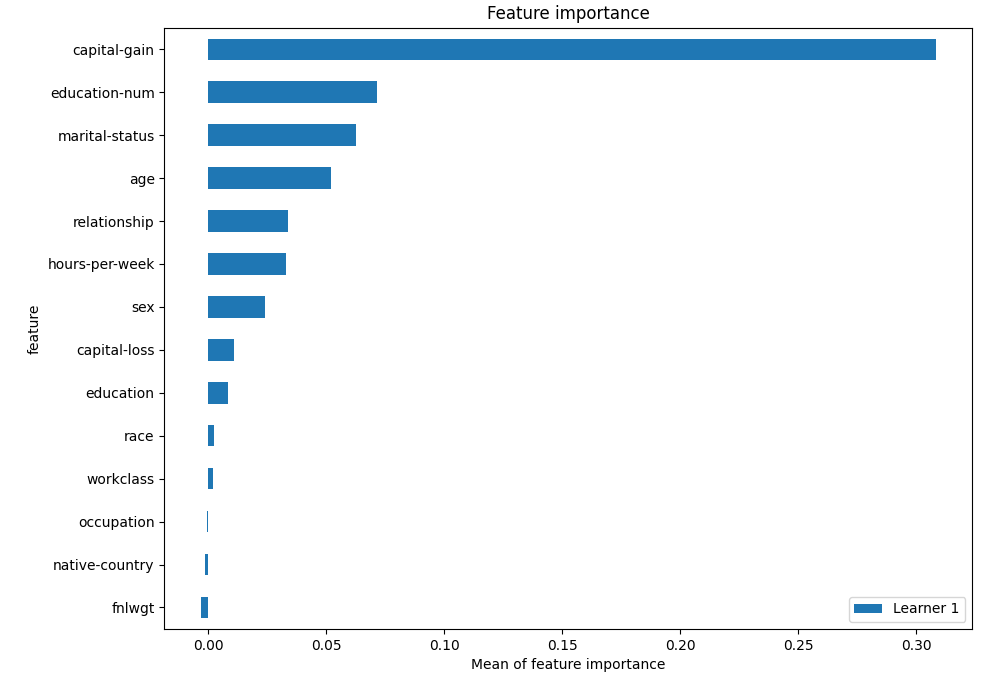 Feature importance
capital-gain
education-num
marital-status
age
relationship
hours-per-week
sex
capital-loss
education
race
workclass
occupation
native-country
fnlwgt
feature
Learner 1
0.00 0.05 0.10 0.15 0.20 0.25 0.30
Mean of feature importance